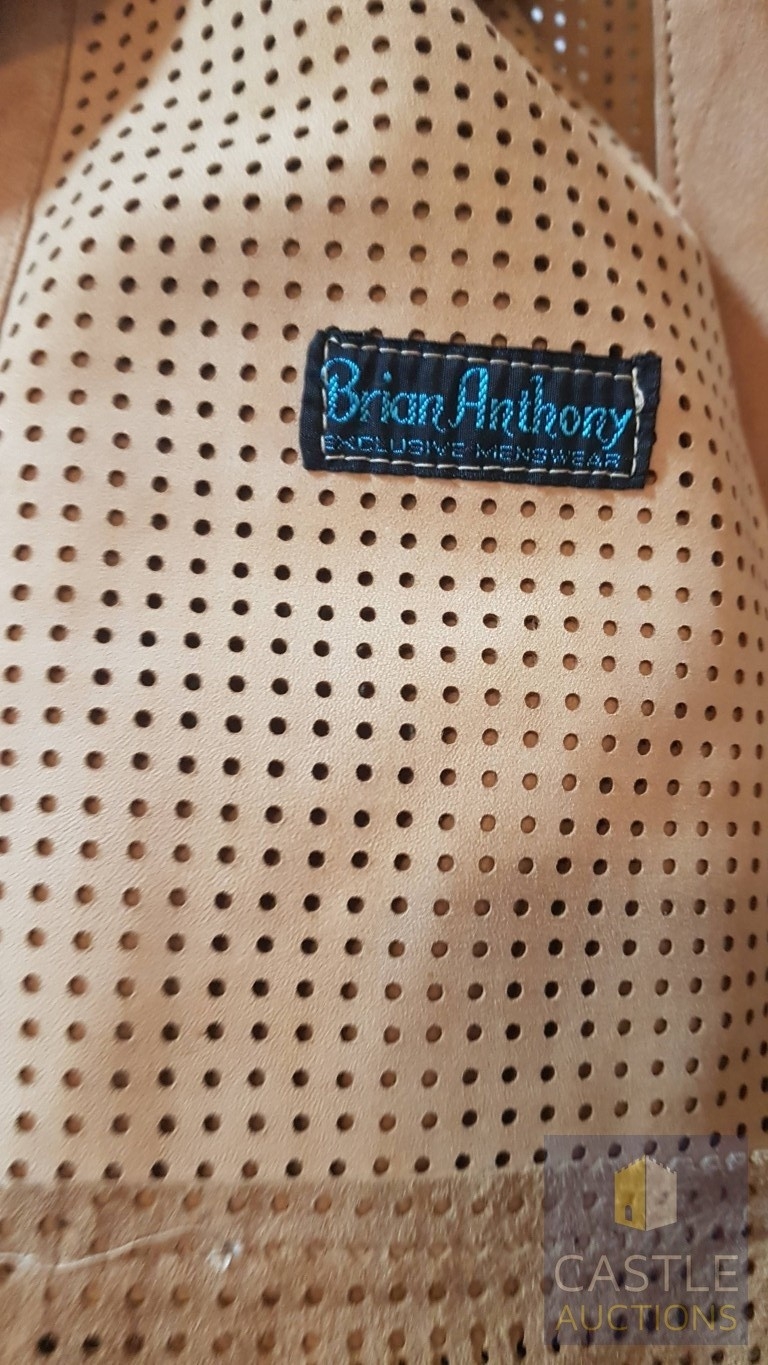 Brian Anthony
EXCLUSIVE MENSWEAR
CASTLE
AUCTIONS